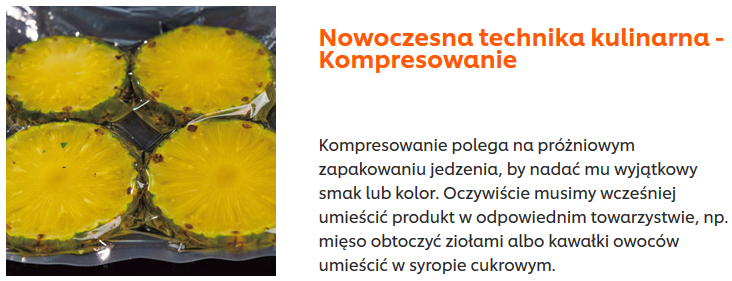 Nowoczesna technika kulinarna -
Kompresowanie
Kompresowanie polega na próżniowym
zapakowaniu jedzenia, by nadać mu wyjątkowy
smak lub kolor. Oczywiście musimy wcześniej
umieścić produkt w odpowiednim towarzystwie, np.
mięso obtoczyć ziołami albo kawałki owoców
umieścić w syropie cukrowym.